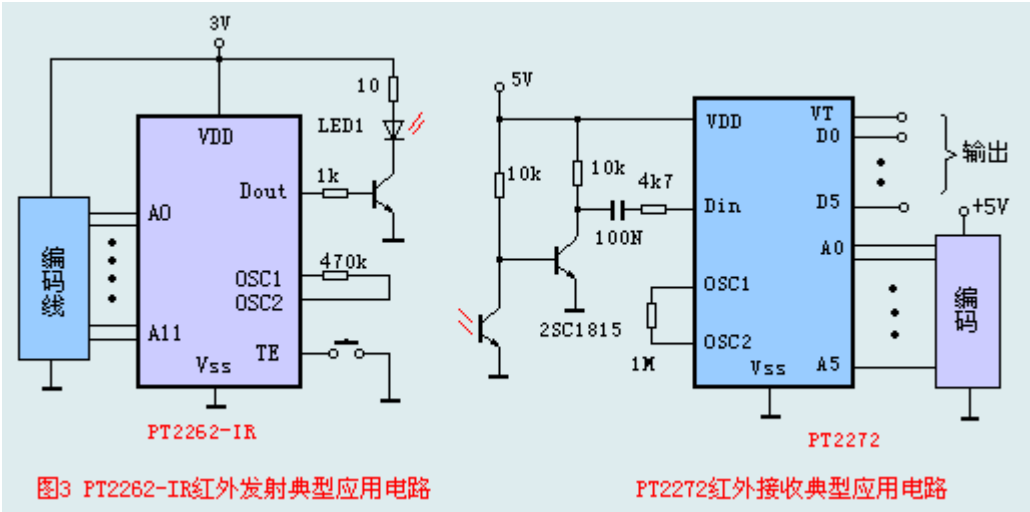 3V
10
LED1
VDD
1k
Dout
A0
编码线
470k
OSC1
OSC2
A11
TE
Vss
PT2262-IR
图3 PT2262-IR红外发射典型应用电路
5V
VDD
VT
D0
输出
10k
10k
4k7
Din
D5
+5V
100N
A0
编码
OSC1
2SC1815
OSC2
1M
Vss
A5
PT2272
PT2272红外接收典型应用电路